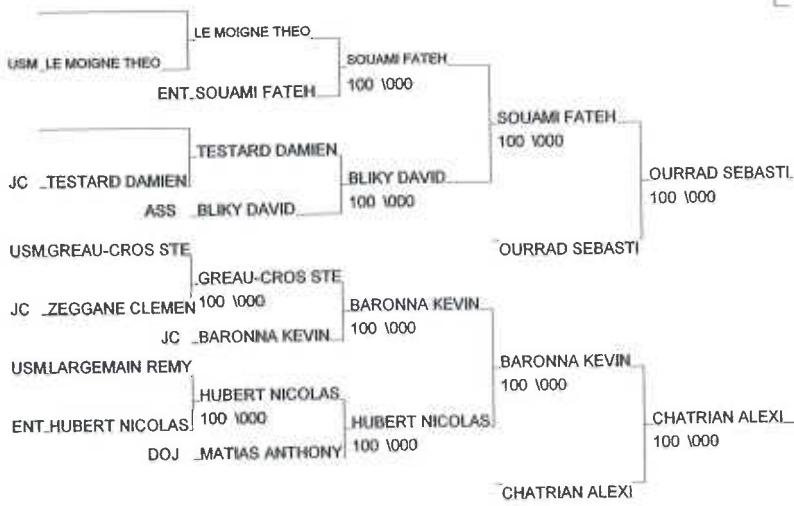 LE MOIGNE THEO
USM LE MOIGNE THEO
SOUAMI FATEH
100 \000
ENT SOUAMI FATEH
SOUAMI FATEH
100 \000
TESTARD DAMIEN
JC TESTARD DAMIEN
BLIKY DAVID
100 \000
ASS BLIKY DAVID
OURRAD SEBASTI
100 \000
OURRAD SEBASTI
USM GREAU-CROS STE
GREAU-CROS STE
100 \000
JC ZEGGANE CLEMEN
BARONNA KEVIN
100 \000
JC BARONNA KEVIN
BARONNA KEVIN
100 \000
USM LARGEMAIN REMY
HUBERT NICOLAS
100 \000
ENT HUBERT NICOLAS
HUBERT NICOLAS
100 \000
DOJ MATIAS ANTHONY
CHATRIAN ALEXI
100 \000
CHATRIAN ALEXI